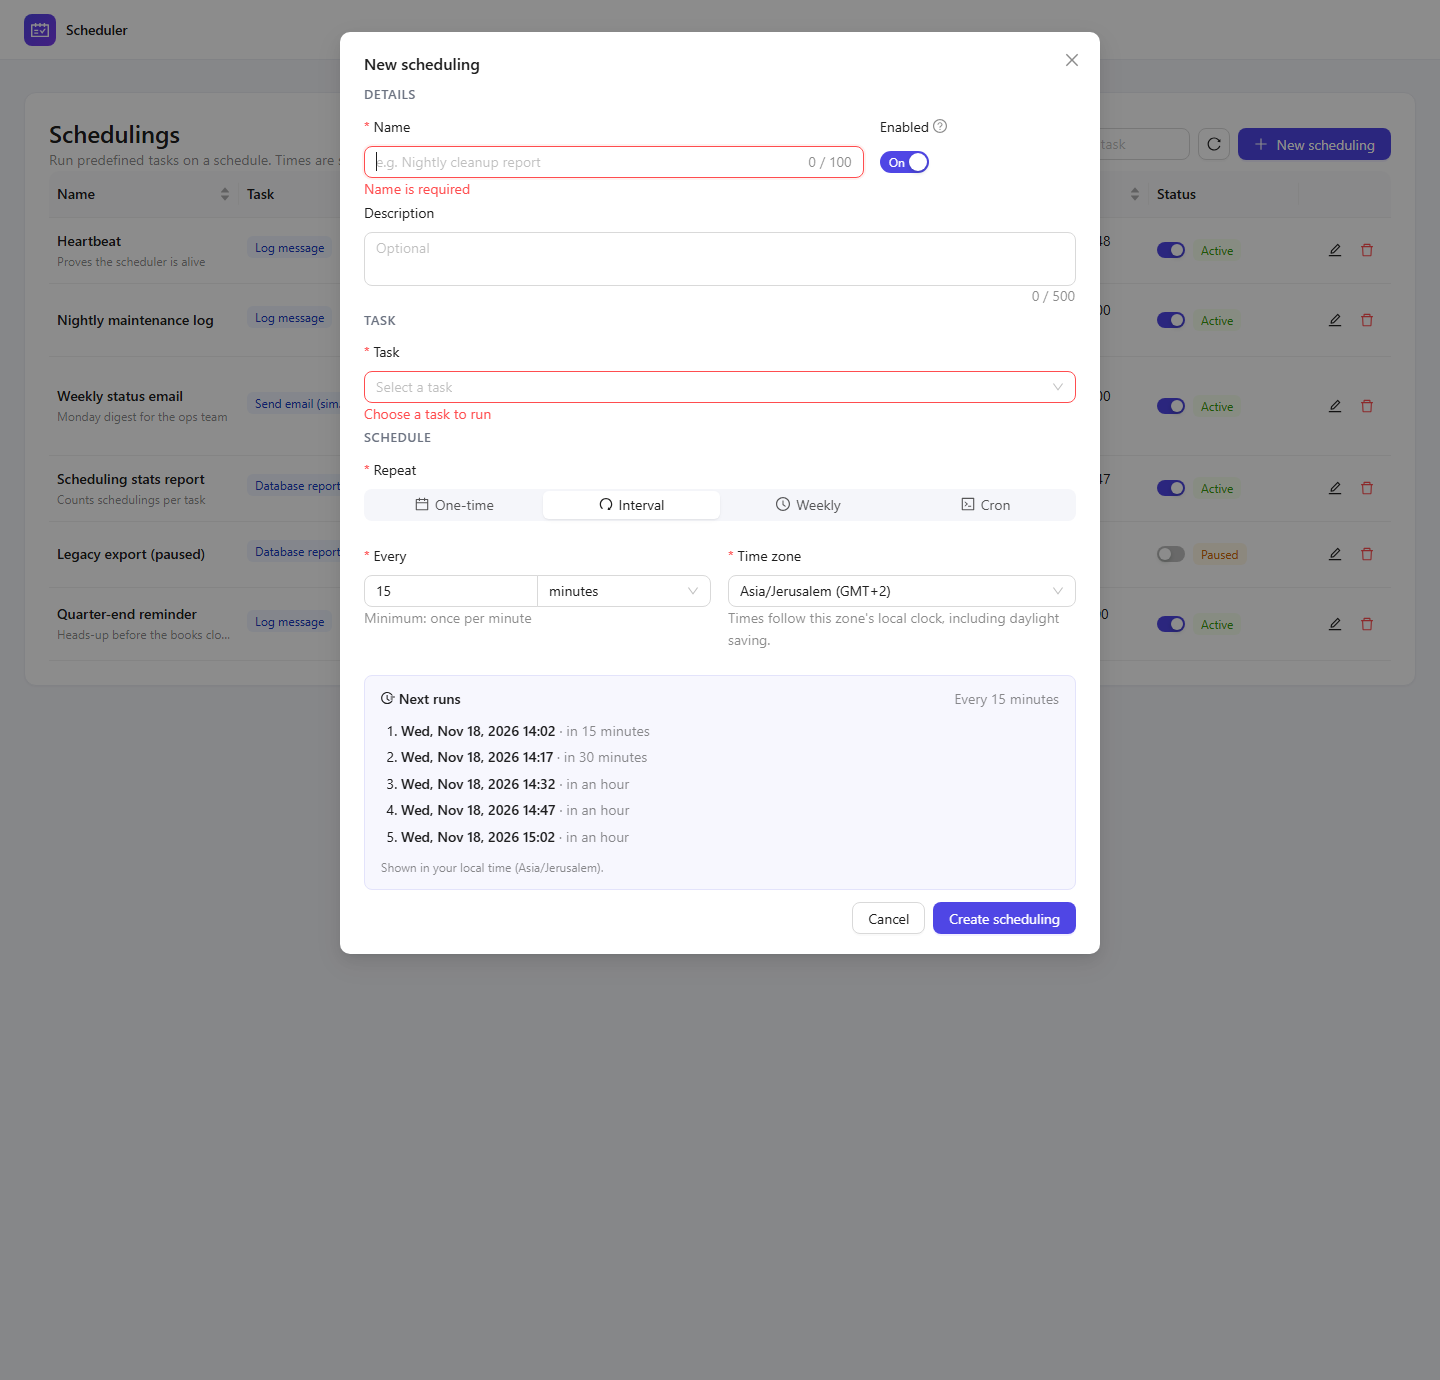 Scheduler
New scheduling
DETAILS
* Name
Enabled
e.g. Nightly cleanup report
0 / 100
On
Name is required
Description
Optional
0 / 500
TASK
* Task
Select a task
Choose a task to run
SCHEDULE
* Repeat
One-time
Interval
Weekly
Cron
* Every
* Time zone
15
minutes
Asia/Jerusalem (GMT+2)
Minimum: once per minute
Times follow this zone's local clock, including daylight
saving.
Next runs
Every 15 minutes
1. Wed, Nov 18, 2026 14:02 · in 15 minutes
2. Wed, Nov 18, 2026 14:17 · in 30 minutes
3. Wed, Nov 18, 2026 14:32 · in an hour
4. Wed, Nov 18, 2026 14:47 · in an hour
5. Wed, Nov 18, 2026 15:02 · in an hour
Shown in your local time (Asia/Jerusalem).
Cancel
Create scheduling
Schedulings
Run predefined tasks on a schedule. Times are
task
New scheduling
Name
Task
Status
Heartbeat
Proves the scheduler is alive
Log message
48
Active
Nightly maintenance log
Log message
00
Active
Weekly status email
Monday digest for the ops team
Send email
00
Active
Scheduling stats report
Counts schedulings per task
Database report
47
Active
Legacy export (paused)
Database report
Paused
Quarter-end reminder
Heads-up before the books clo...
Log message
00
Active